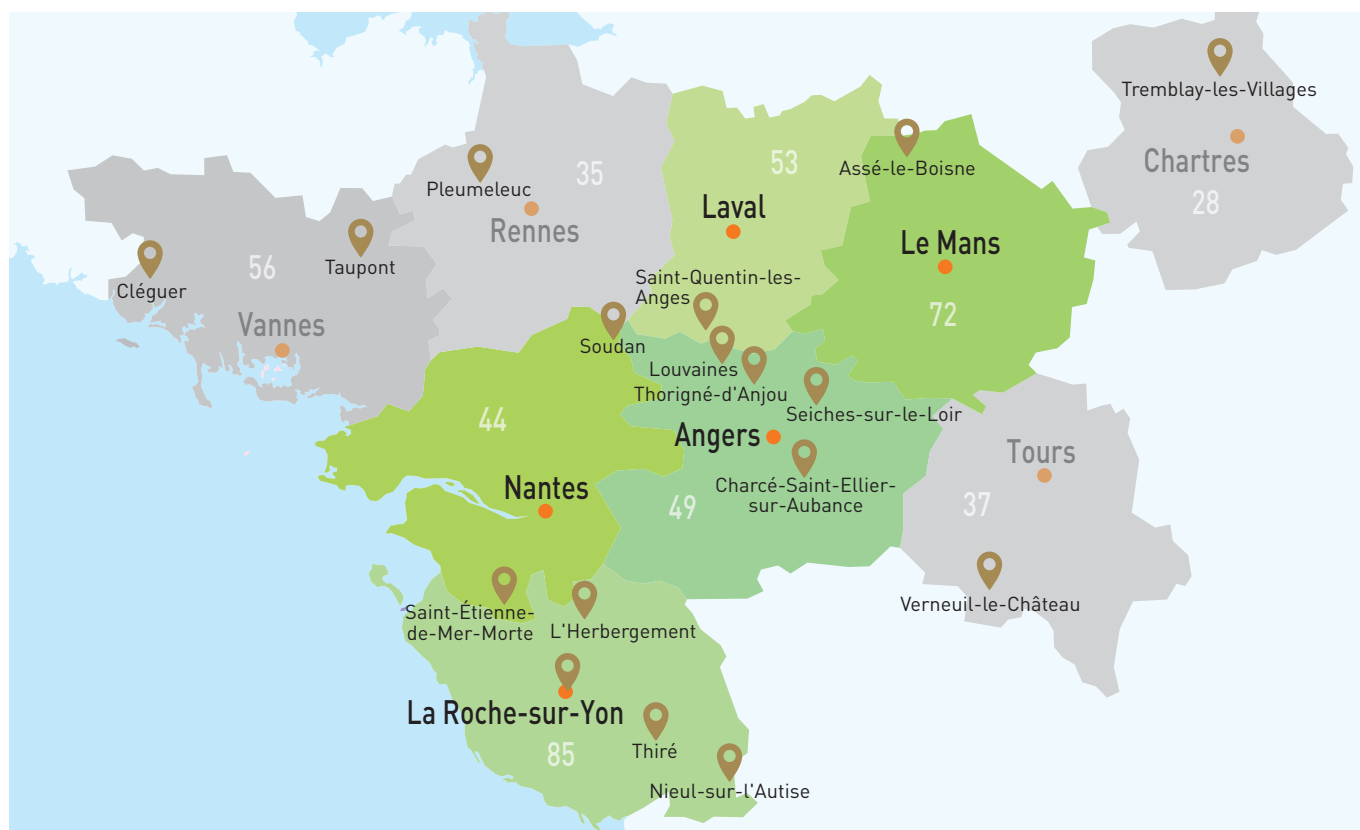 Tremblay-les-Villages
Chartres
28
53
Assé-le-Boisne
35
Pleumeleuc
Rennes
Laval
Le Mans
72
56
Taupont
Cléguer
Vannes
Saint-Quentin-les-
Anges
Soudan
Louvaines
Thorigné-d'Anjou
Seiches-sur-le-Loir
44
Angers
Tours
Nantes
49
Charcé-Saint-Ellier-
sur-Aubance
37
Verneuil-le-Château
Saint-Étienne-
de-Mer-Morte
L'Herbergement
La Roche-sur-Yon
85
Thiré
Nieul-sur-l'Autise